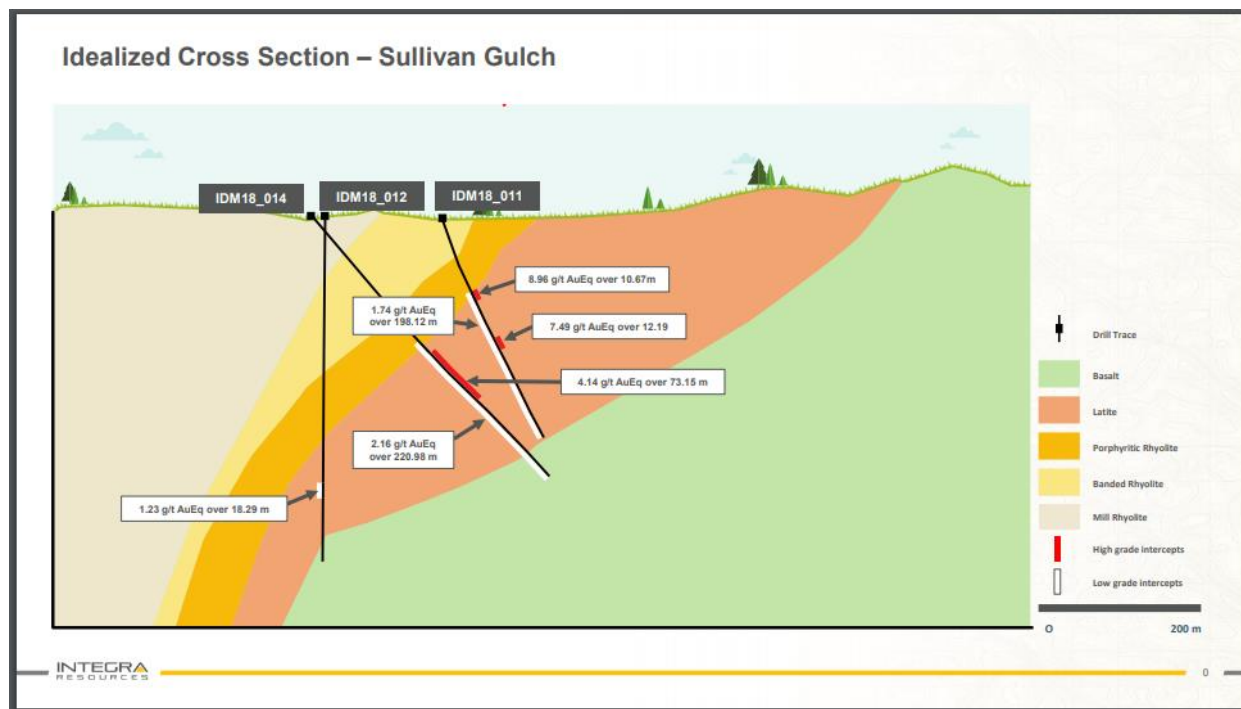 Idealized Cross Section – Sullivan Gulch
IDM18_014
IDM18_012
IDM18_011
8.96 g/t AuEq over 10.67m
1.74 g/t AuEq
over 198.12 m
7.49 g/t AuEq over 12.19
4.14 g/t AuEq over 73.15 m
2.16 g/t AuEq
over 220.98 m
1.23 g/t AuEq over 18.29 m
Drill Trace
Basalt
Latite
Porphyritic Rhyolite
Banded Rhyolite
Mill Rhyolite
High grade intercepts
Low grade intercepts
O 200 m
INTEGRA
RESOURCES
0